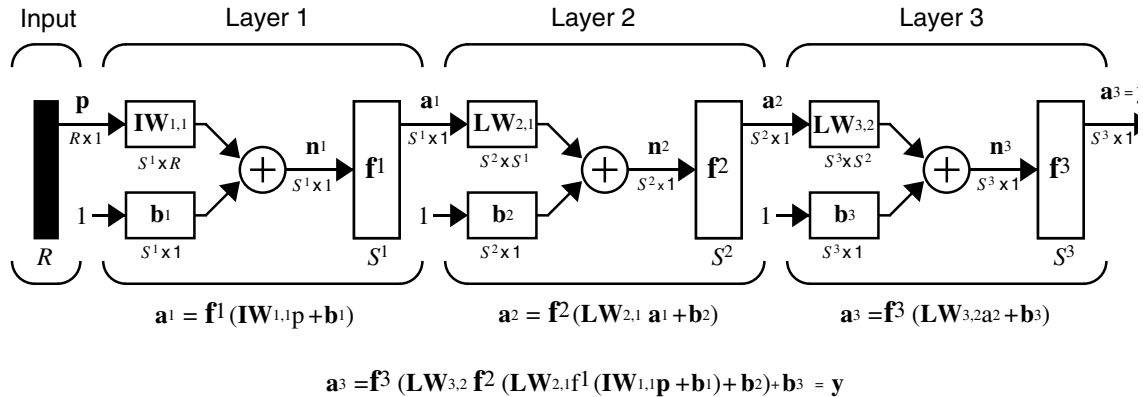 Input Layer 1 Layer 2 Layer 3
p a1 a2 a3 = y
IW1,1 LW2,1 LW3,2
R x 1 S1 x 1 S2 x 1 S3 x 1
n1 n2 n3
S1 x R f1 S2 x S1 f2 S3 x S2 f3
S1 x 1 S2 x 1 S3 x 1
1 b1 1 b2 1 b3
R S1 x 1 S1 S2 x 1 S2 S3 x 1 S3
a1 = f1 (IW1,1p +b1) a2 = f2 (LW2,1 a1+ b2) a3 =f3 (LW3,2a2 + b3)
a3 =f3 (LW3,2 f2 (LW2,1f1 (IW1,1p +b1)+ b2)+b3 = y